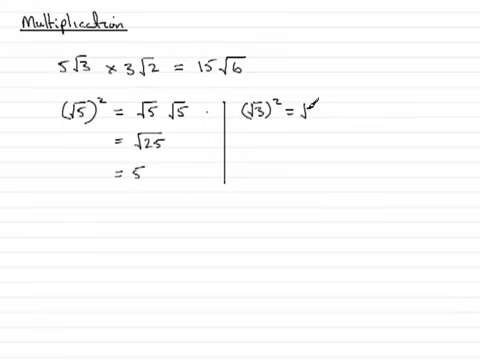 Multiplication
5√3 × 3√2 = 15√6
(√5)² = √5 √5 .
= √25
= 5
(√3)² = √